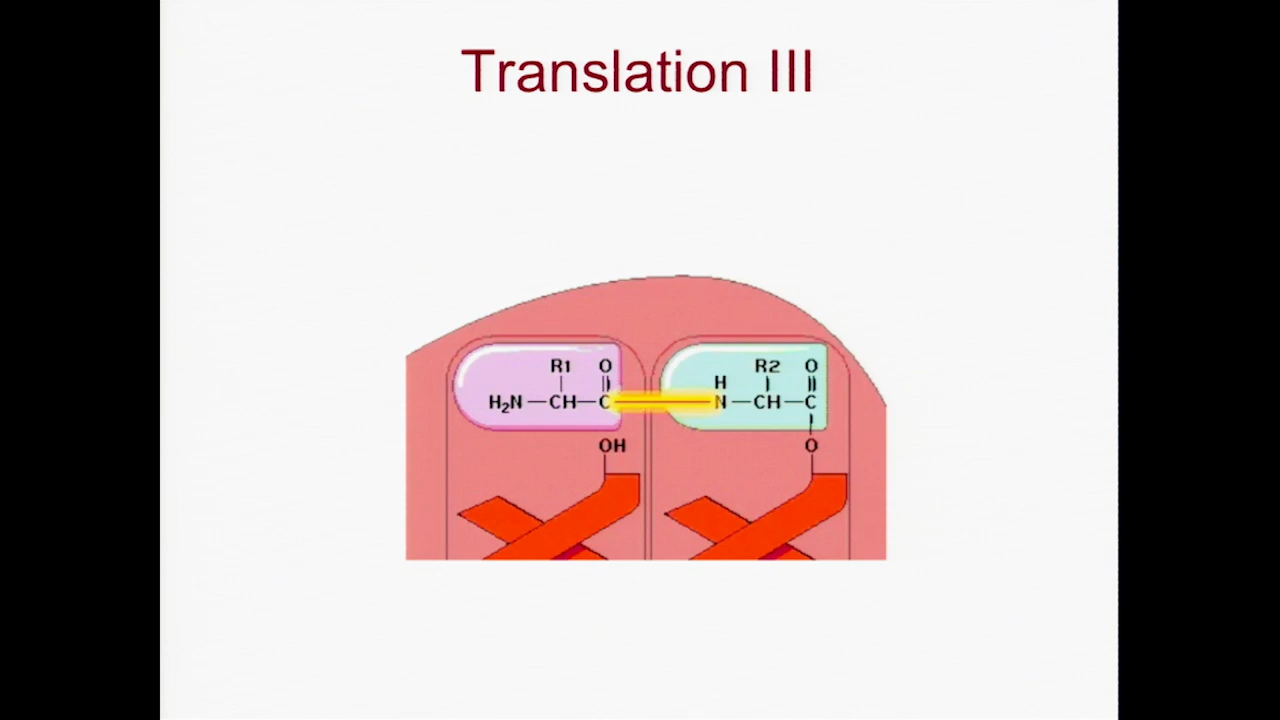 Translation III
R1 O R2 O
H
H₂N—CH—C N—CH—C
OH O